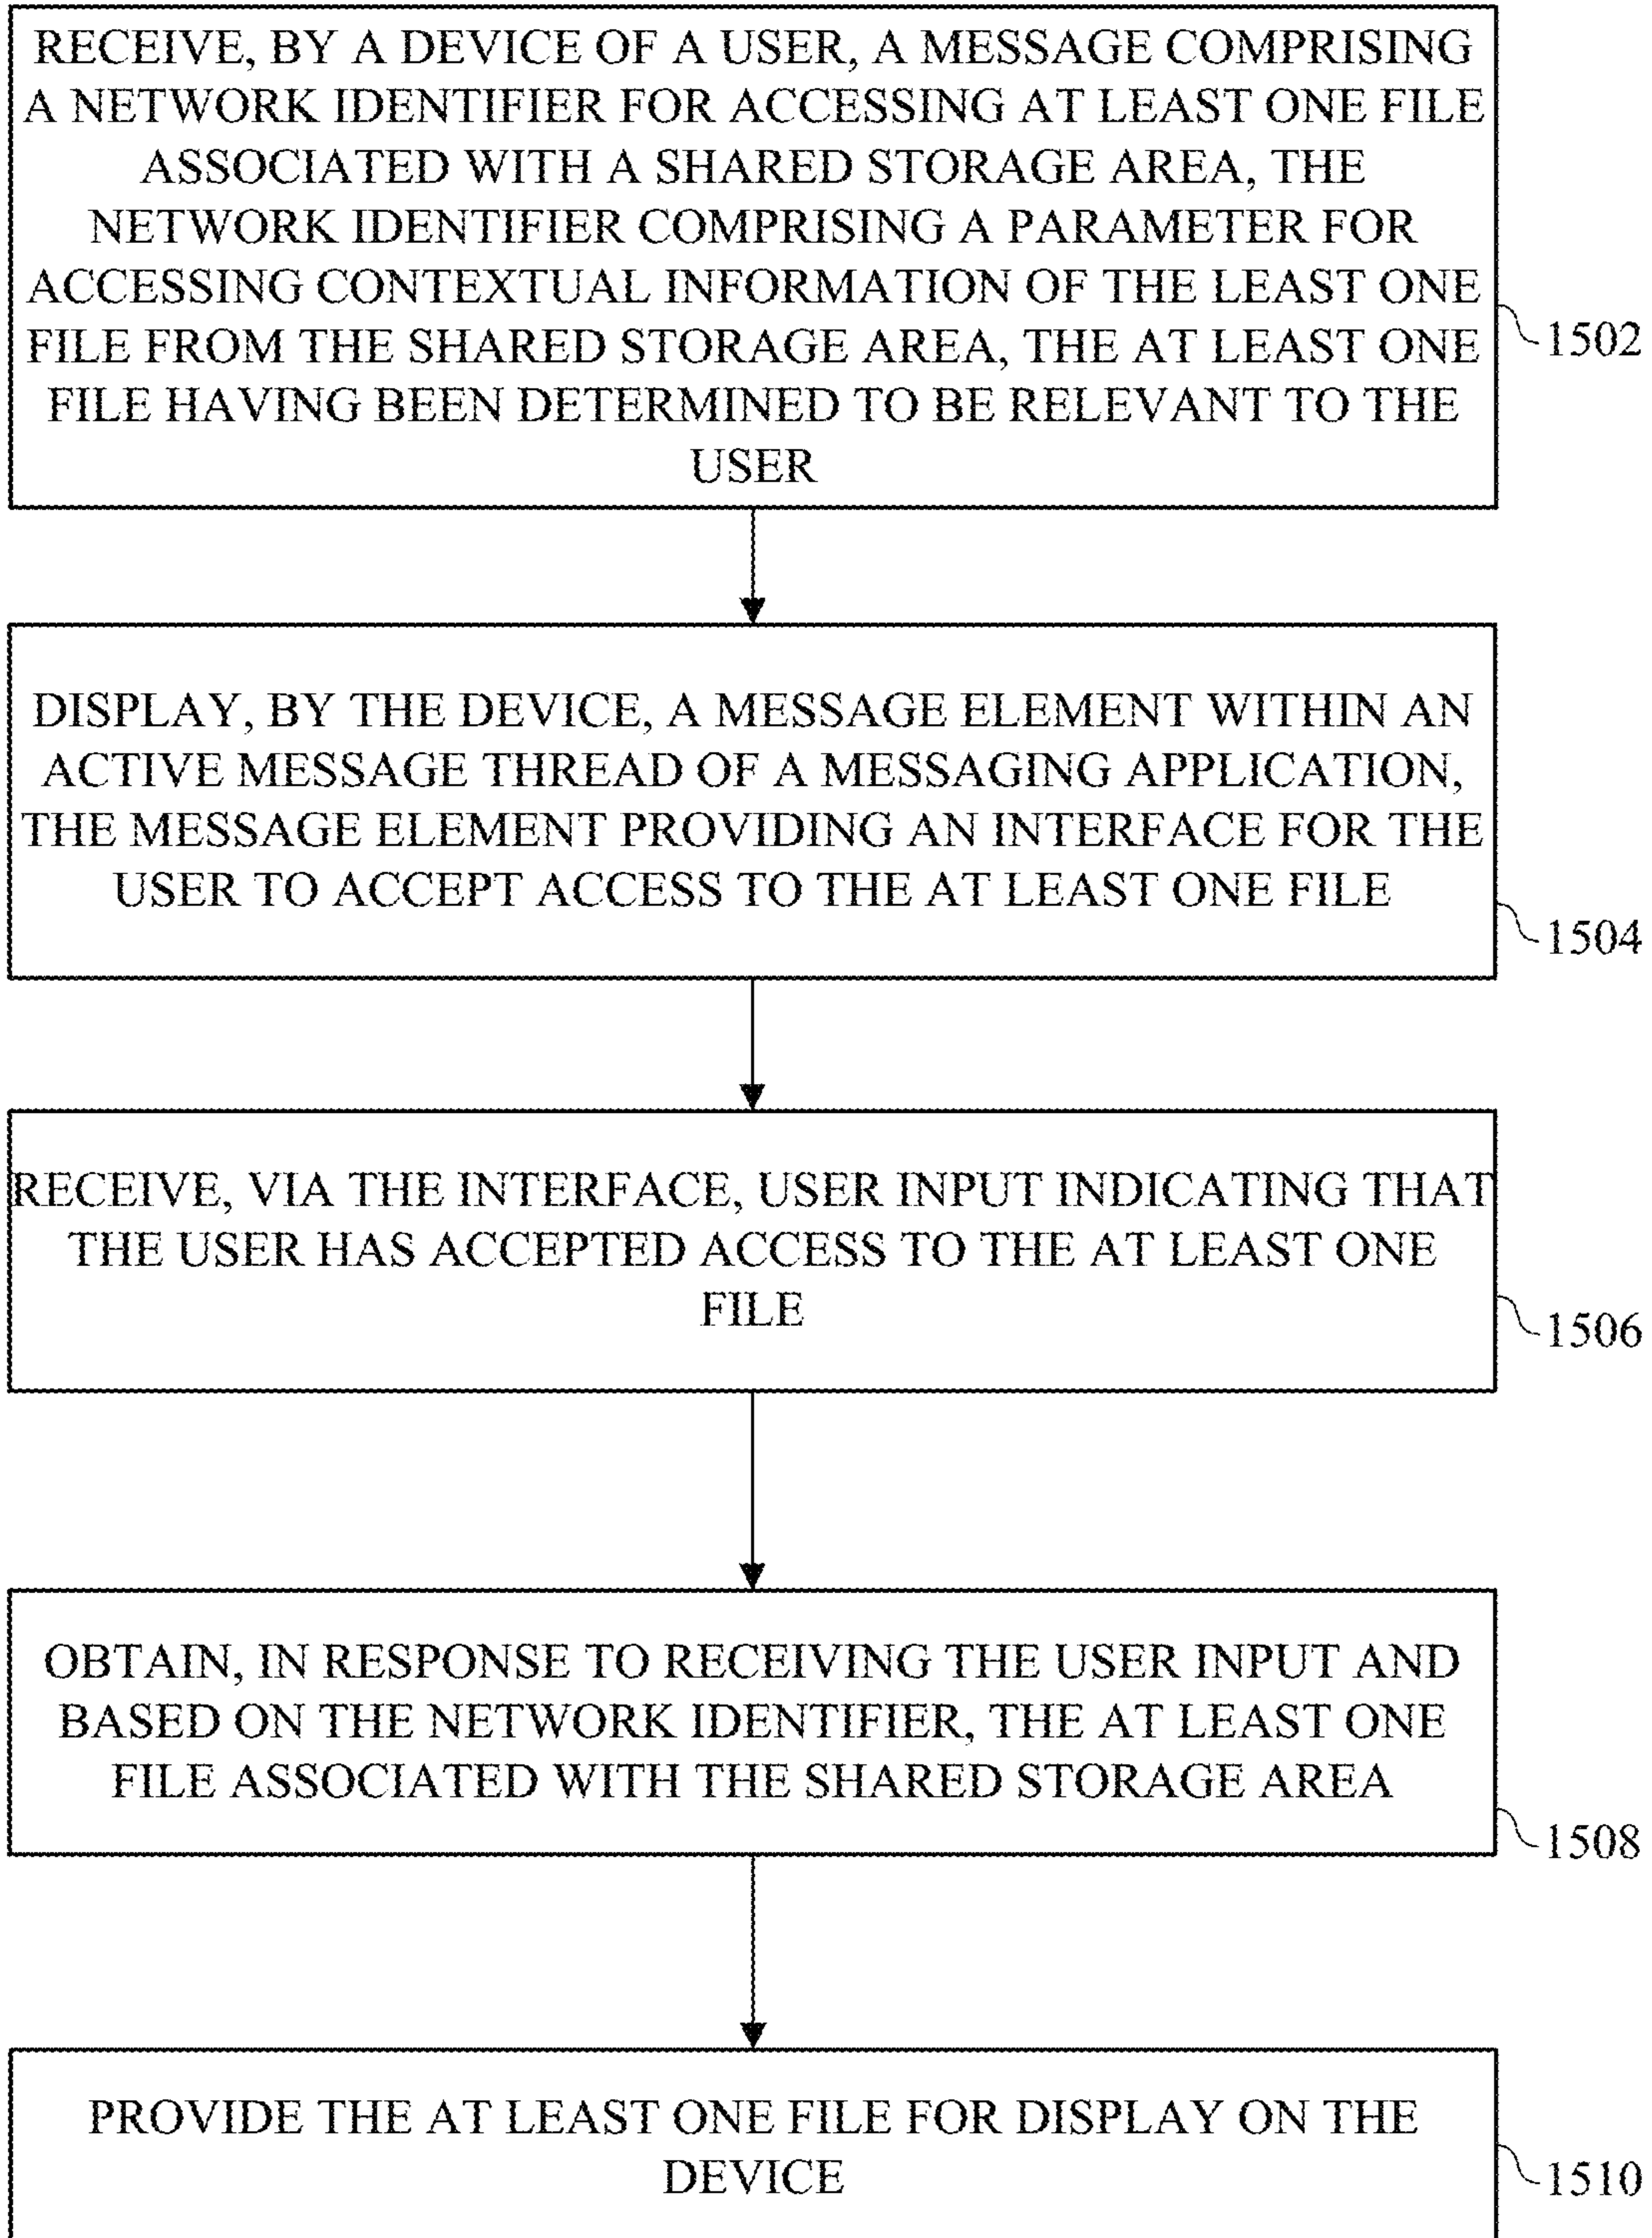 RECEIVE, BY A DEVICE OF A USER, A MESSAGE COMPRISING
A NETWORK IDENTIFIER FOR ACCESSING AT LEAST ONE FILE
ASSOCIATED WITH A SHARED STORAGE AREA, THE
NETWORK IDENTIFIER COMPRISING A PARAMETER FOR
ACCESSING CONTEXTUAL INFORMATION OF THE LEAST ONE
FILE FROM THE SHARED STORAGE AREA, THE AT LEAST ONE
FILE HAVING BEEN DETERMINED TO BE RELEVANT TO THE
USER
1502
DISPLAY, BY THE DEVICE, A MESSAGE ELEMENT WITHIN AN
ACTIVE MESSAGE THREAD OF A MESSAGING APPLICATION,
THE MESSAGE ELEMENT PROVIDING AN INTERFACE FOR THE
USER TO ACCEPT ACCESS TO THE AT LEAST ONE FILE
1504
RECEIVE, VIA THE INTERFACE, USER INPUT INDICATING THAT
THE USER HAS ACCEPTED ACCESS TO THE AT LEAST ONE
FILE
1506
OBTAIN, IN RESPONSE TO RECEIVING THE USER INPUT AND
BASED ON THE NETWORK IDENTIFIER, THE AT LEAST ONE
FILE ASSOCIATED WITH THE SHARED STORAGE AREA
1508
PROVIDE THE AT LEAST ONE FILE FOR DISPLAY ON THE
DEVICE
1510